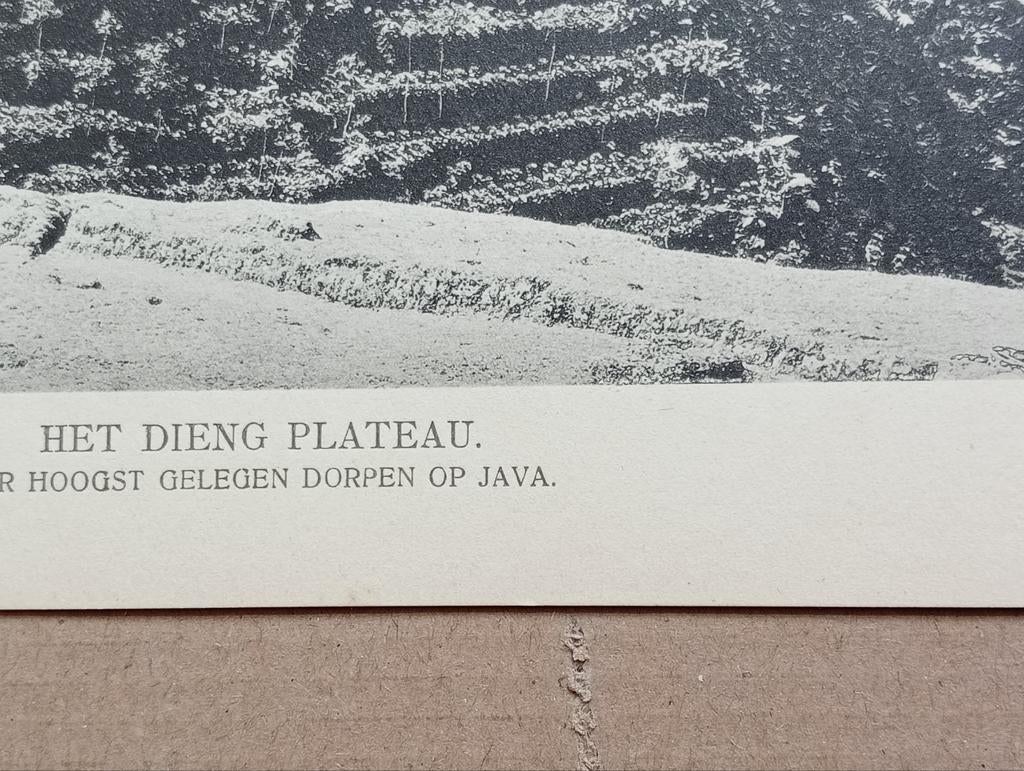 HET DIENG PLATEAU.
R HOOGST GELEGEN DORPEN OP JAVA.